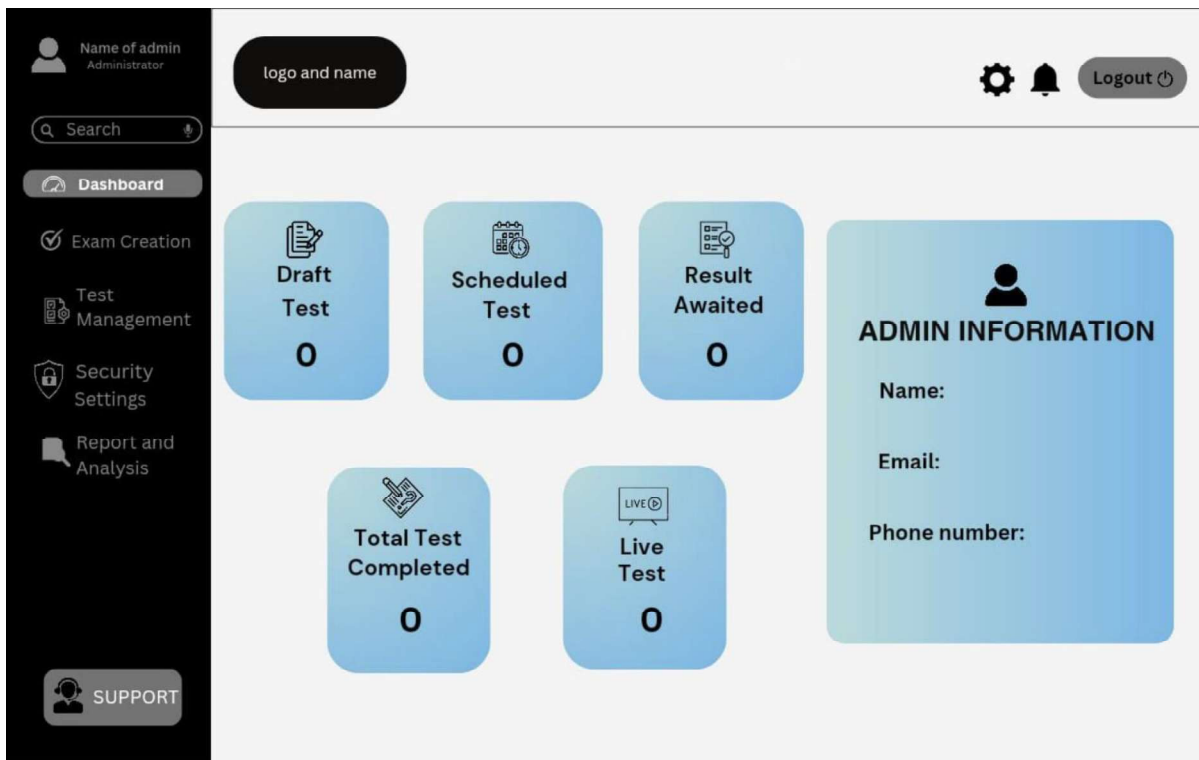 Name of admin
Administrator
Search
Dashboard
Exam Creation
Test
Management
Security
Settings
Report and
Analysis
SUPPORT
logo and name
Logout
Draft
Test
0
Scheduled
Test
0
Result
Awaited
0
Total Test
Completed
0
LIVE
Live
Test
0
ADMIN INFORMATION
Name:
Email:
Phone number: